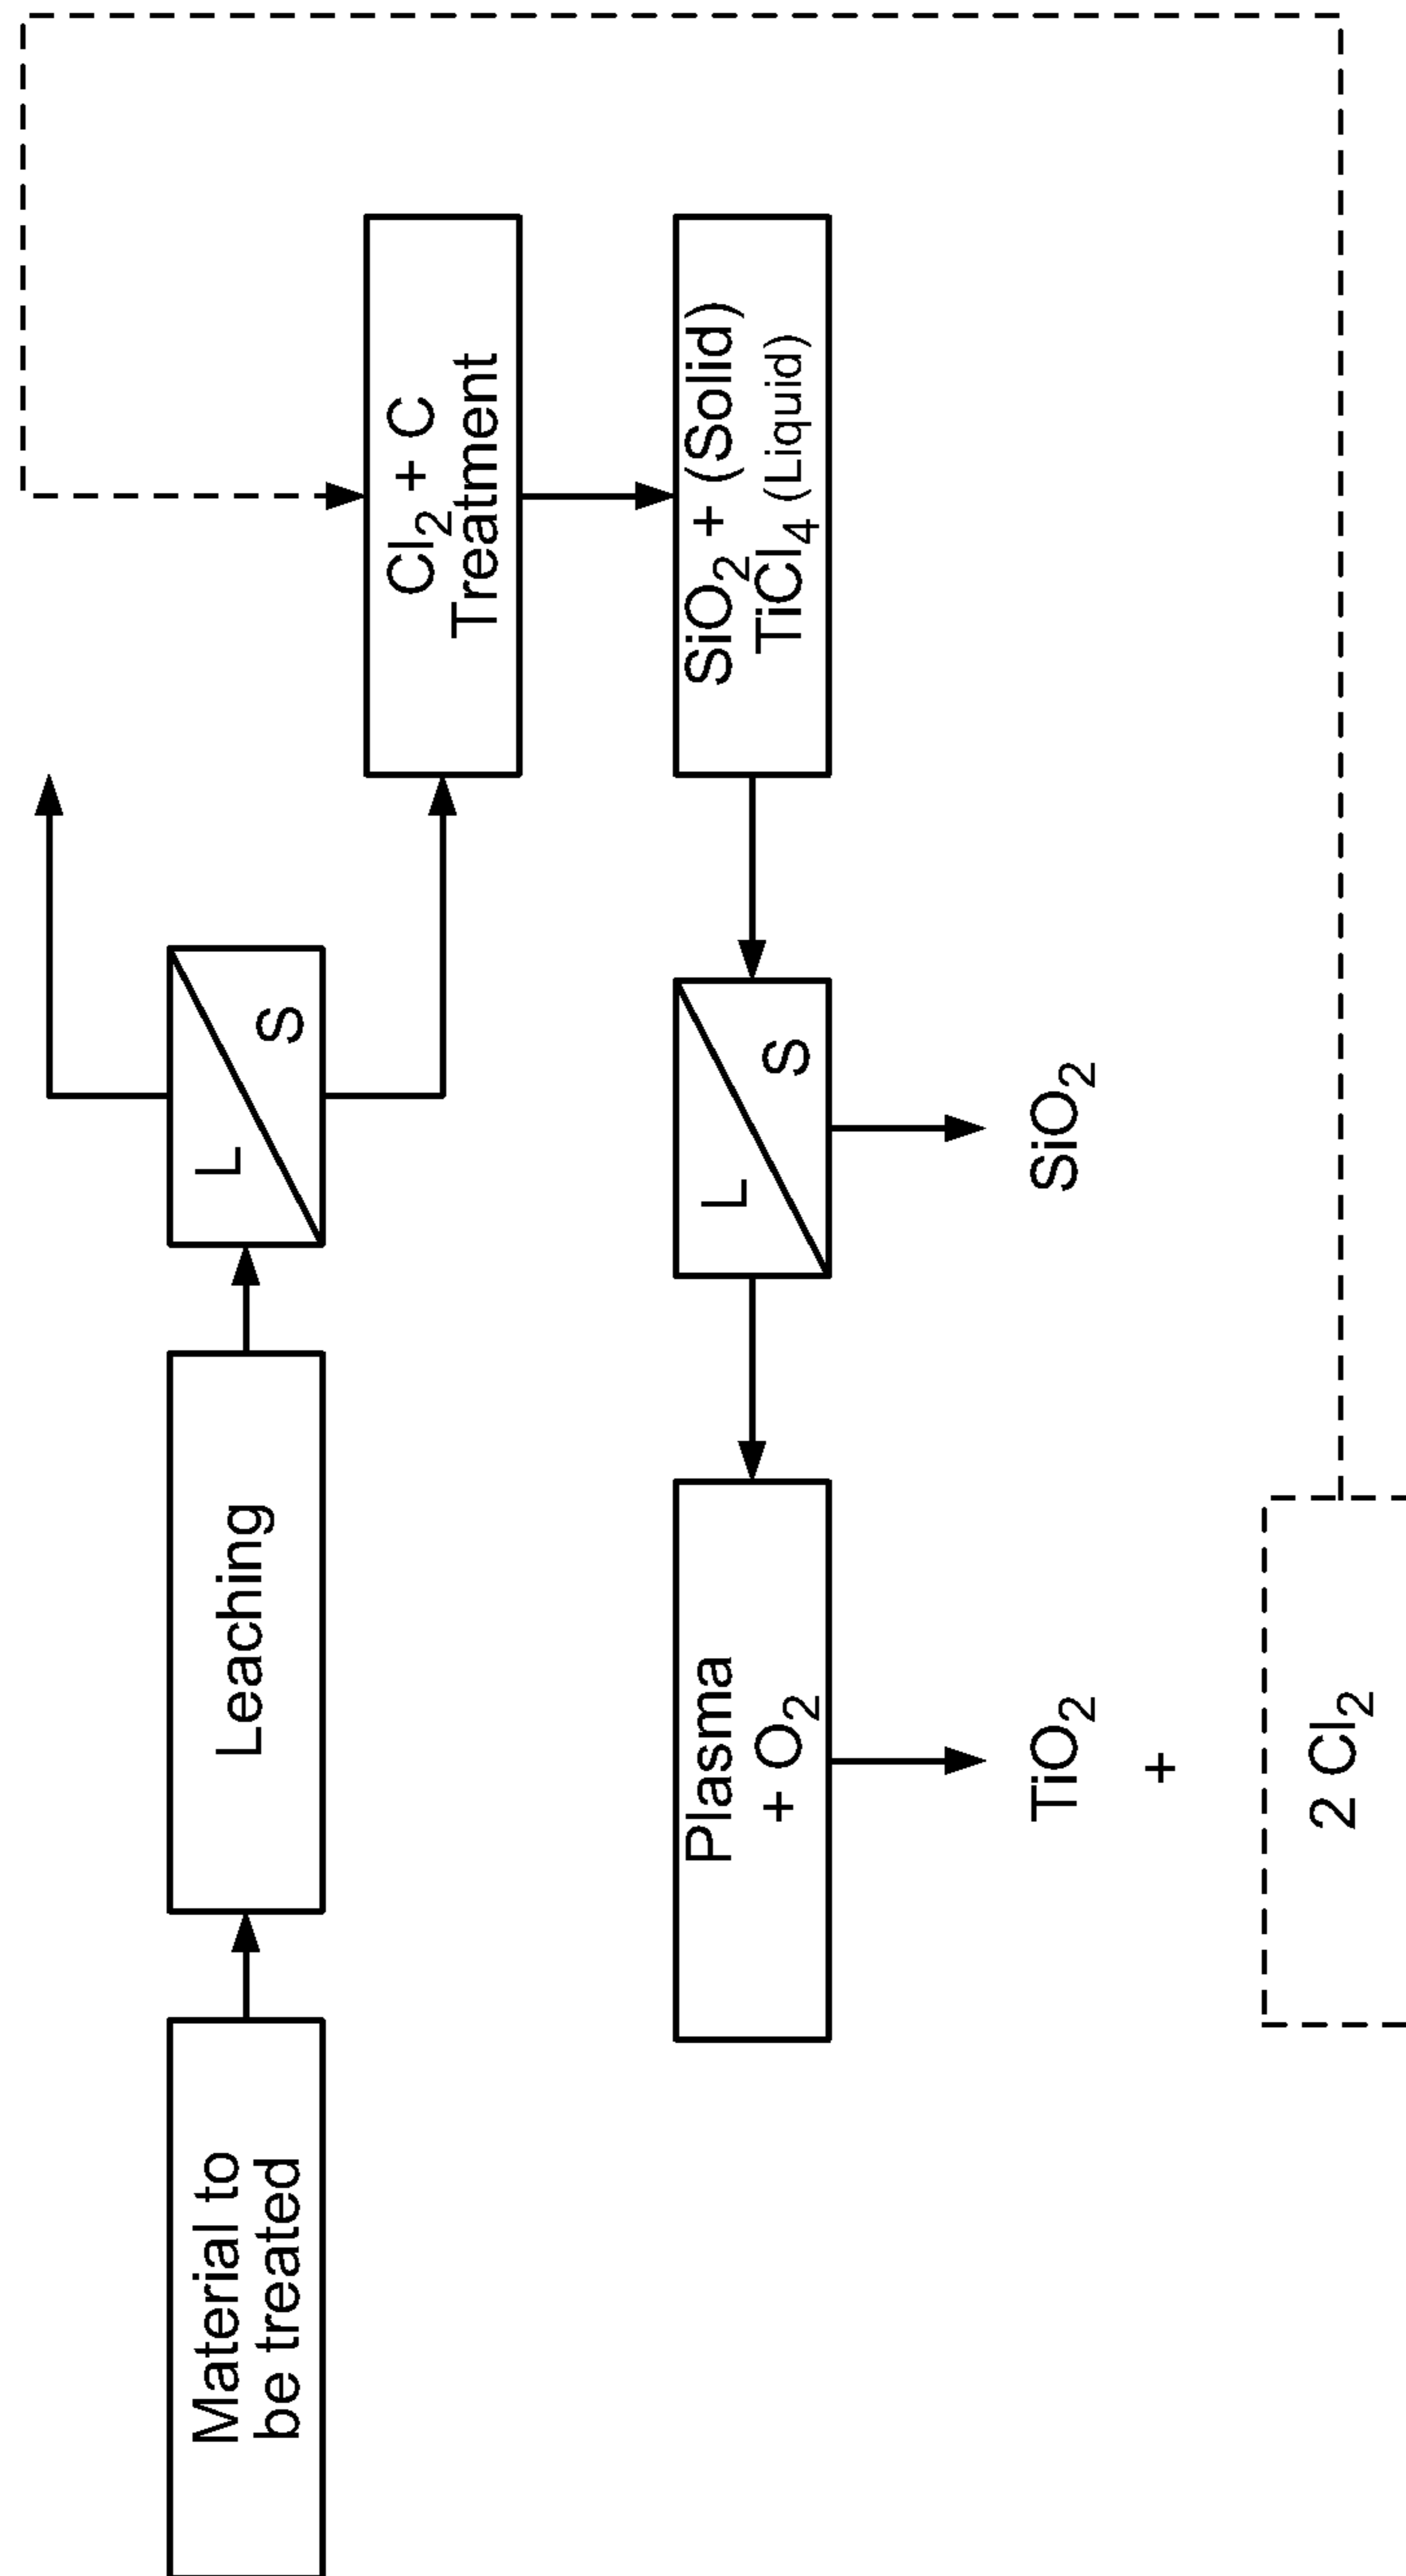 Material to
be treated
Leaching
L
S
Cl₂ + C
Treatment
SiO₂ + (Solid)
TiCl₄ (Liquid)
L
S
Plasma
+ O₂
SiO₂
TiO₂
+
2 Cl₂